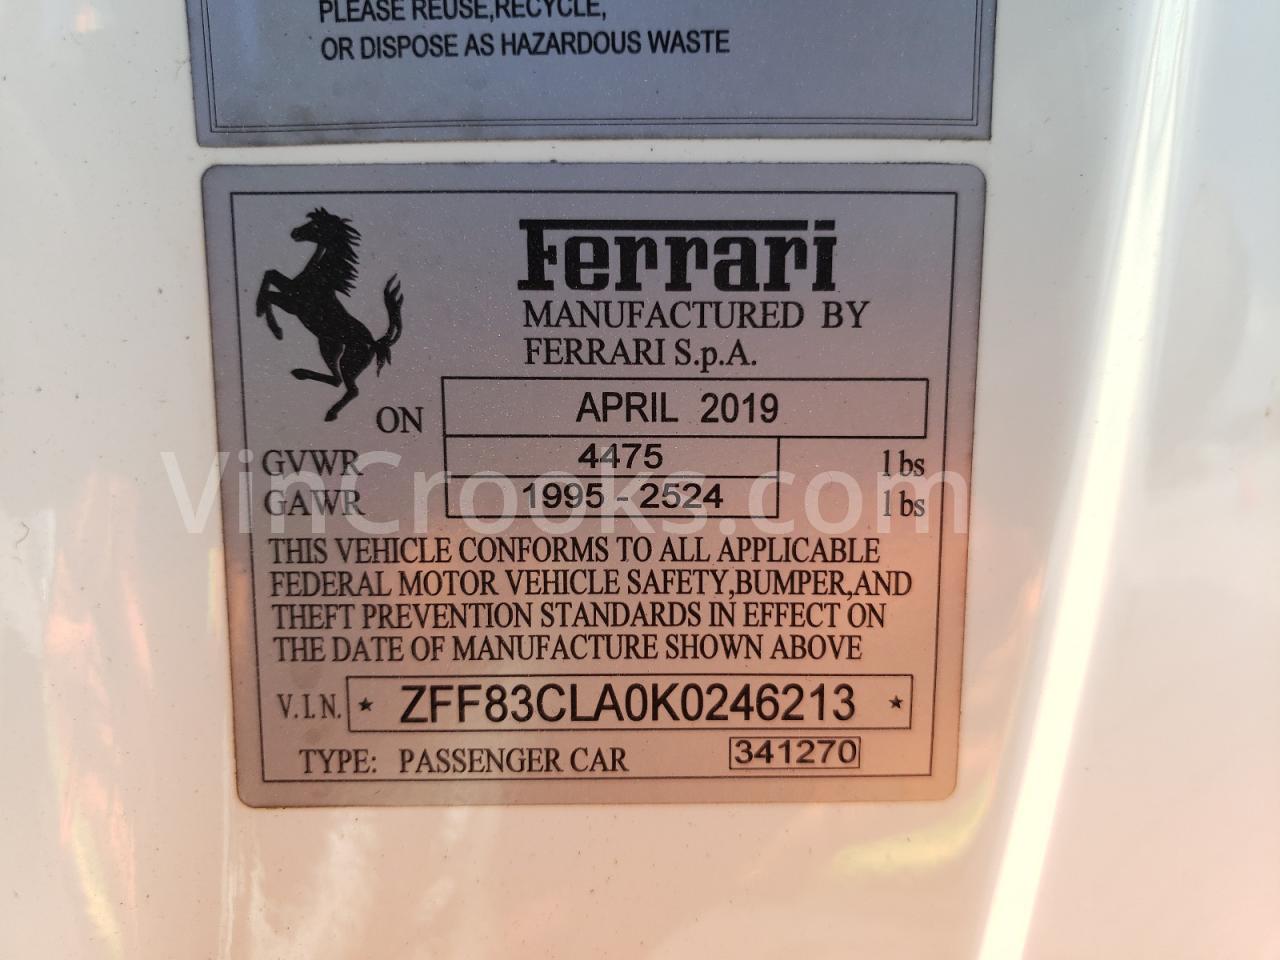 PLEASE REUSE,RECYCLE,
OR DISPOSE AS HAZARDOUS WASTE
Ferrari
MANUFACTURED BY
FERRARI S.p.A.
ON APRIL 2019
GVWR 4475 lbs
GAWR 1995 - 2524 lbs
VinCrooks.com
THIS VEHICLE CONFORMS TO ALL APPLICABLE
FEDERAL MOTOR VEHICLE SAFETY,BUMPER,AND
THEFT PREVENTION STANDARDS IN EFFECT ON
THE DATE OF MANUFACTURE SHOWN ABOVE
V.I.N. * ZFF83CLA0K0246213 *
TYPE: PASSENGER CAR 341270